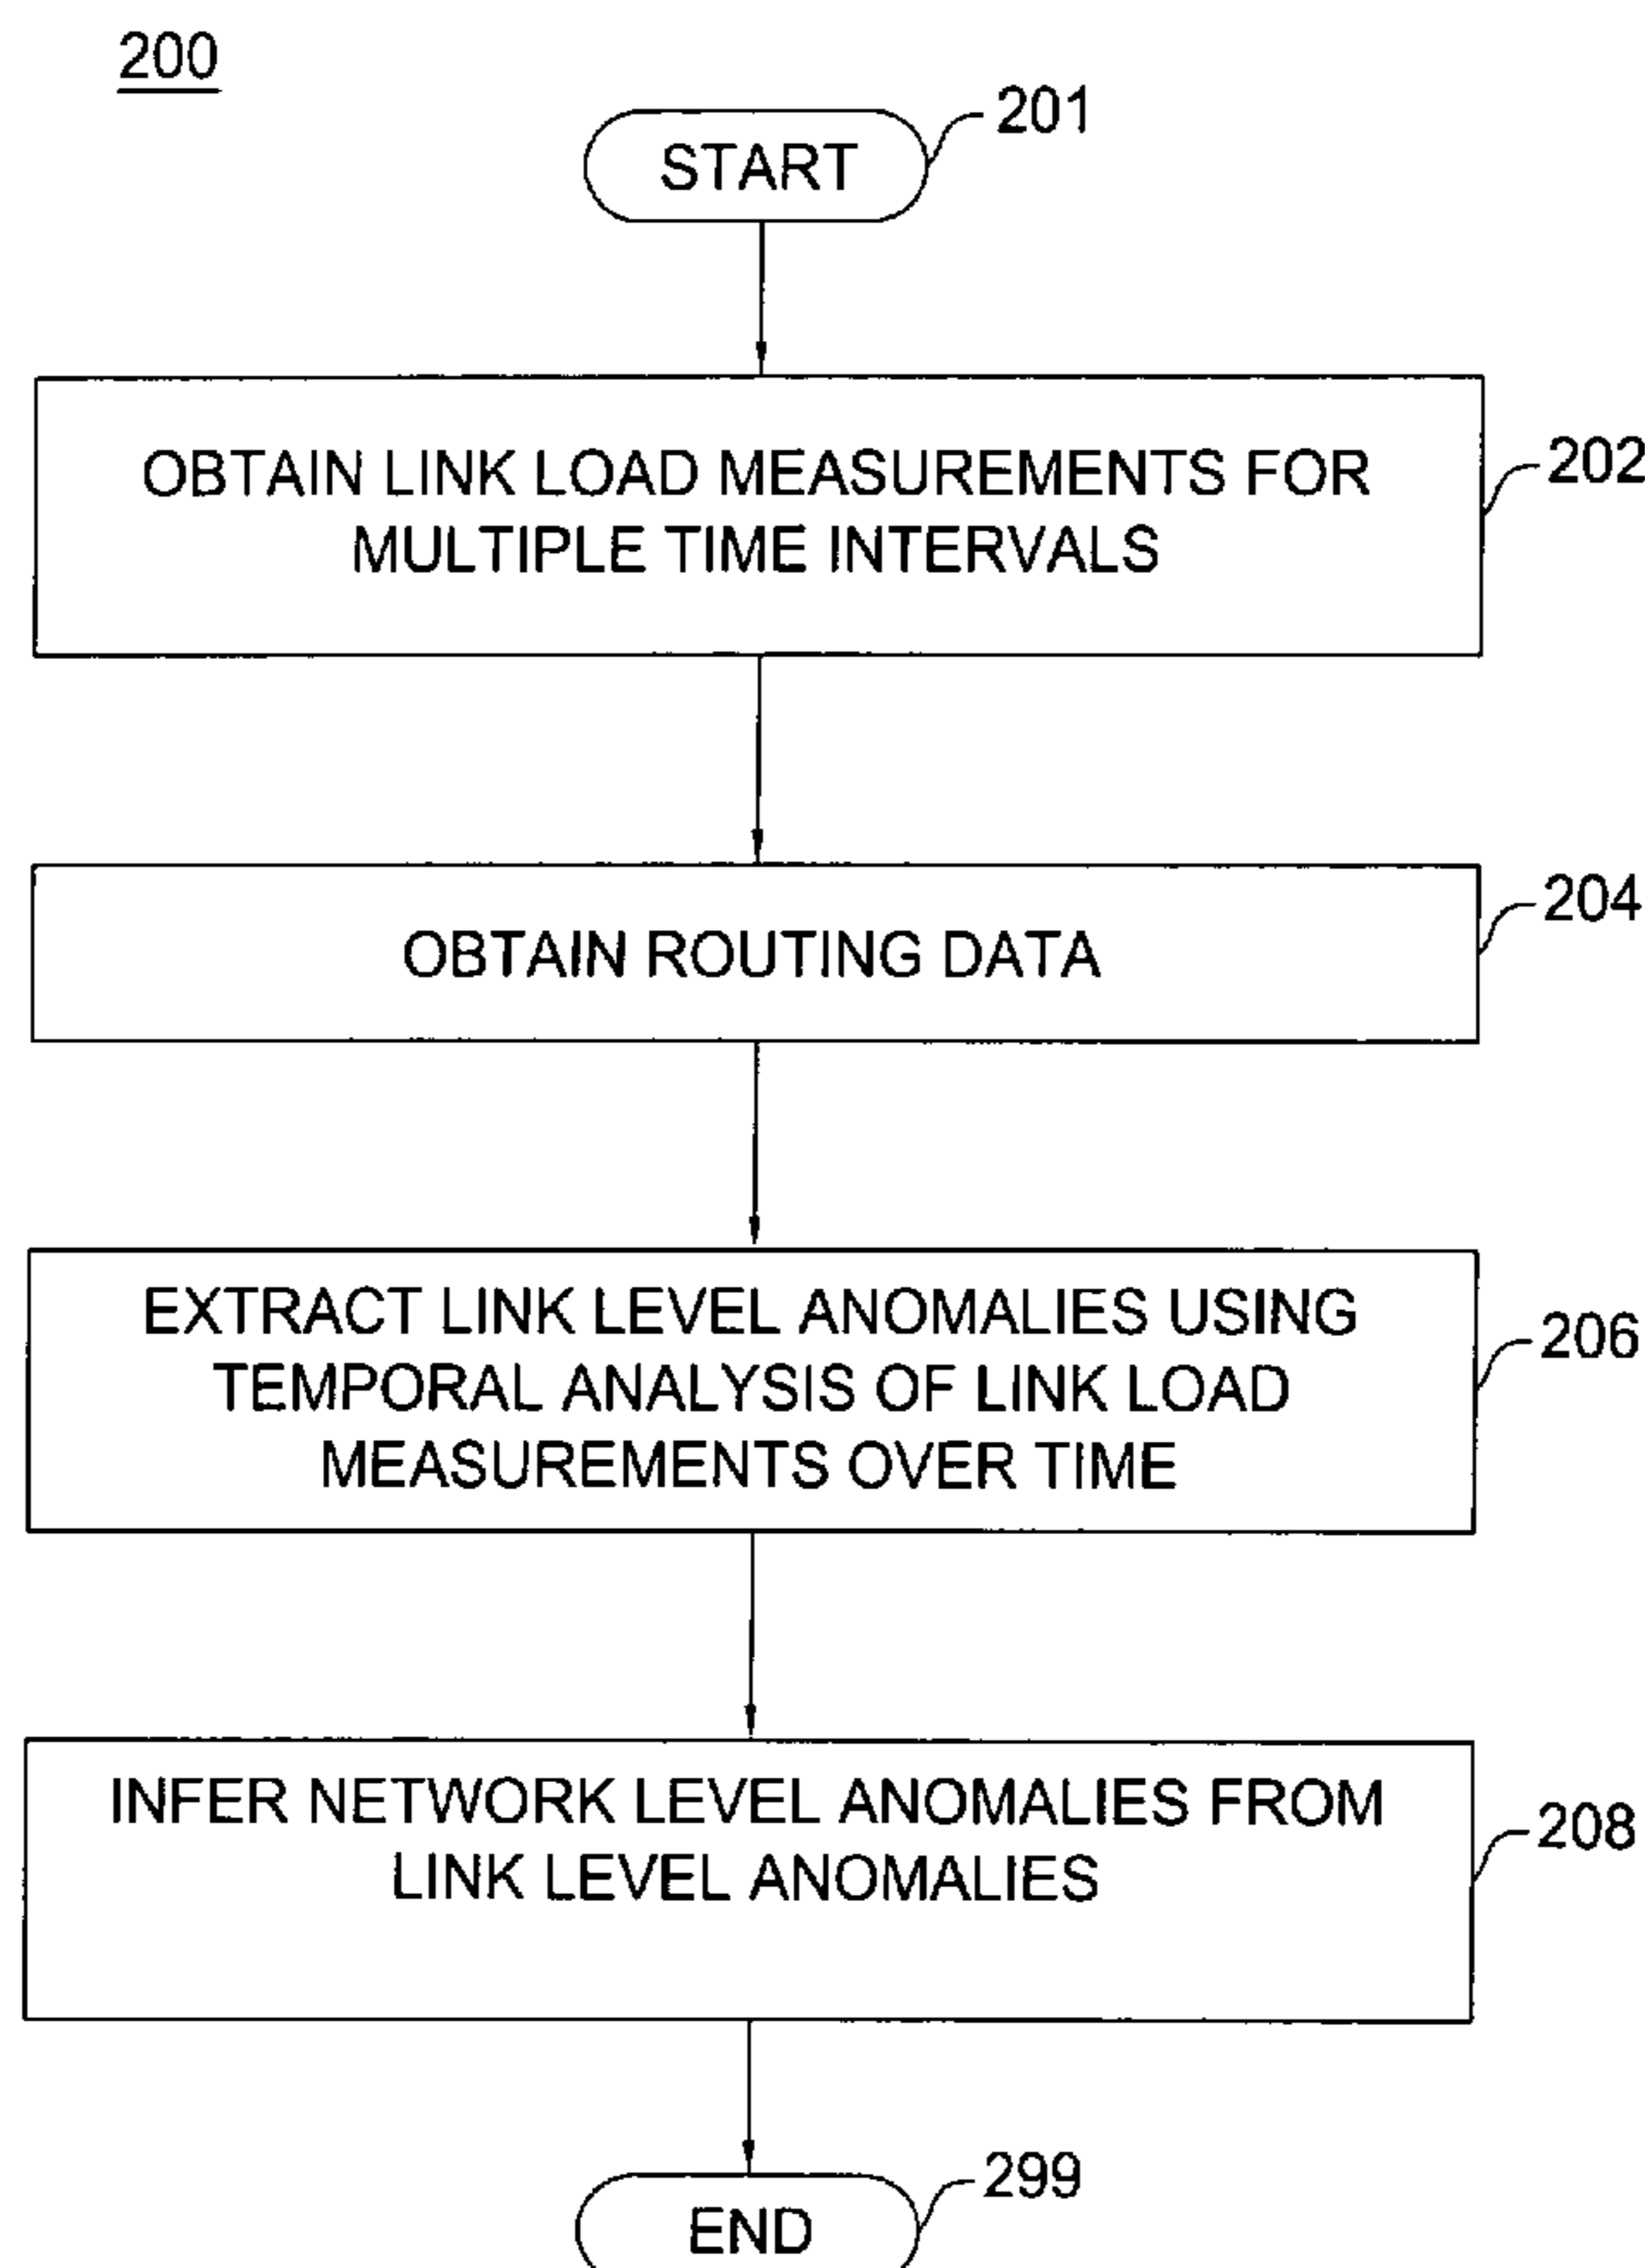 200
START
201
OBTAIN LINK LOAD MEASUREMENTS FOR
MULTIPLE TIME INTERVALS
202
OBTAIN ROUTING DATA
204
EXTRACT LINK LEVEL ANOMALIES USING
TEMPORAL ANALYSIS OF LINK LOAD
MEASUREMENTS OVER TIME
206
INFER NETWORK LEVEL ANOMALIES FROM
LINK LEVEL ANOMALIES
208
END
299